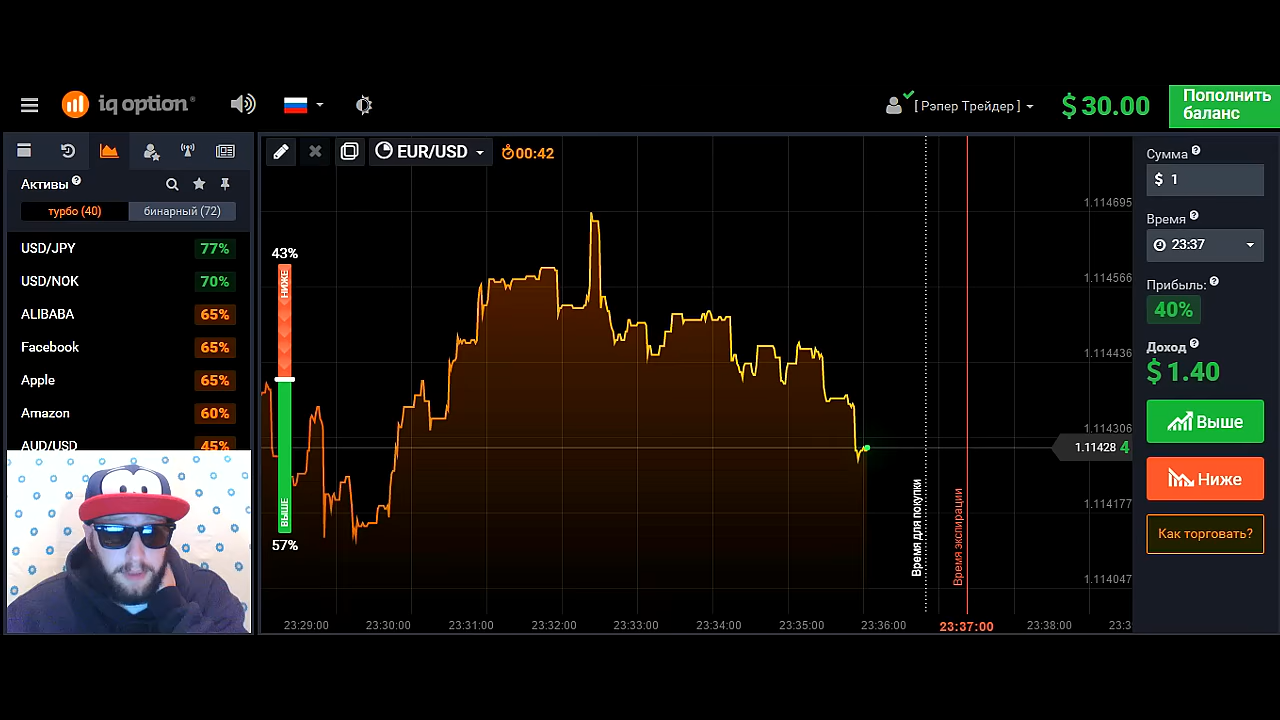 iq option®
[ Рэпер Трейдер ]
$ 30.00
Пополнить
баланс
Активы
турбо (40)
бинарный (72)
USD/JPY 77%
USD/NOK 70%
ALIBABA 65%
Facebook 65%
Apple 65%
Amazon 60%
AUD/USD 45%
EUR/USD
00:42
43%
НИЖЕ
ВЫШЕ
57%
Время для покупки
Время экспирации
1.114695
1.114566
1.114436
1.114306
1.11428 4
1.114177
1.114047
23:29:00
23:30:00
23:31:00
23:32:00
23:33:00
23:34:00
23:35:00
23:36:00
23:37:00
23:38:00
23:3
Сумма
$ 1
Время
23:37
Прибыль:
40%
Доход
$ 1.40
Выше
Ниже
Как торговать?